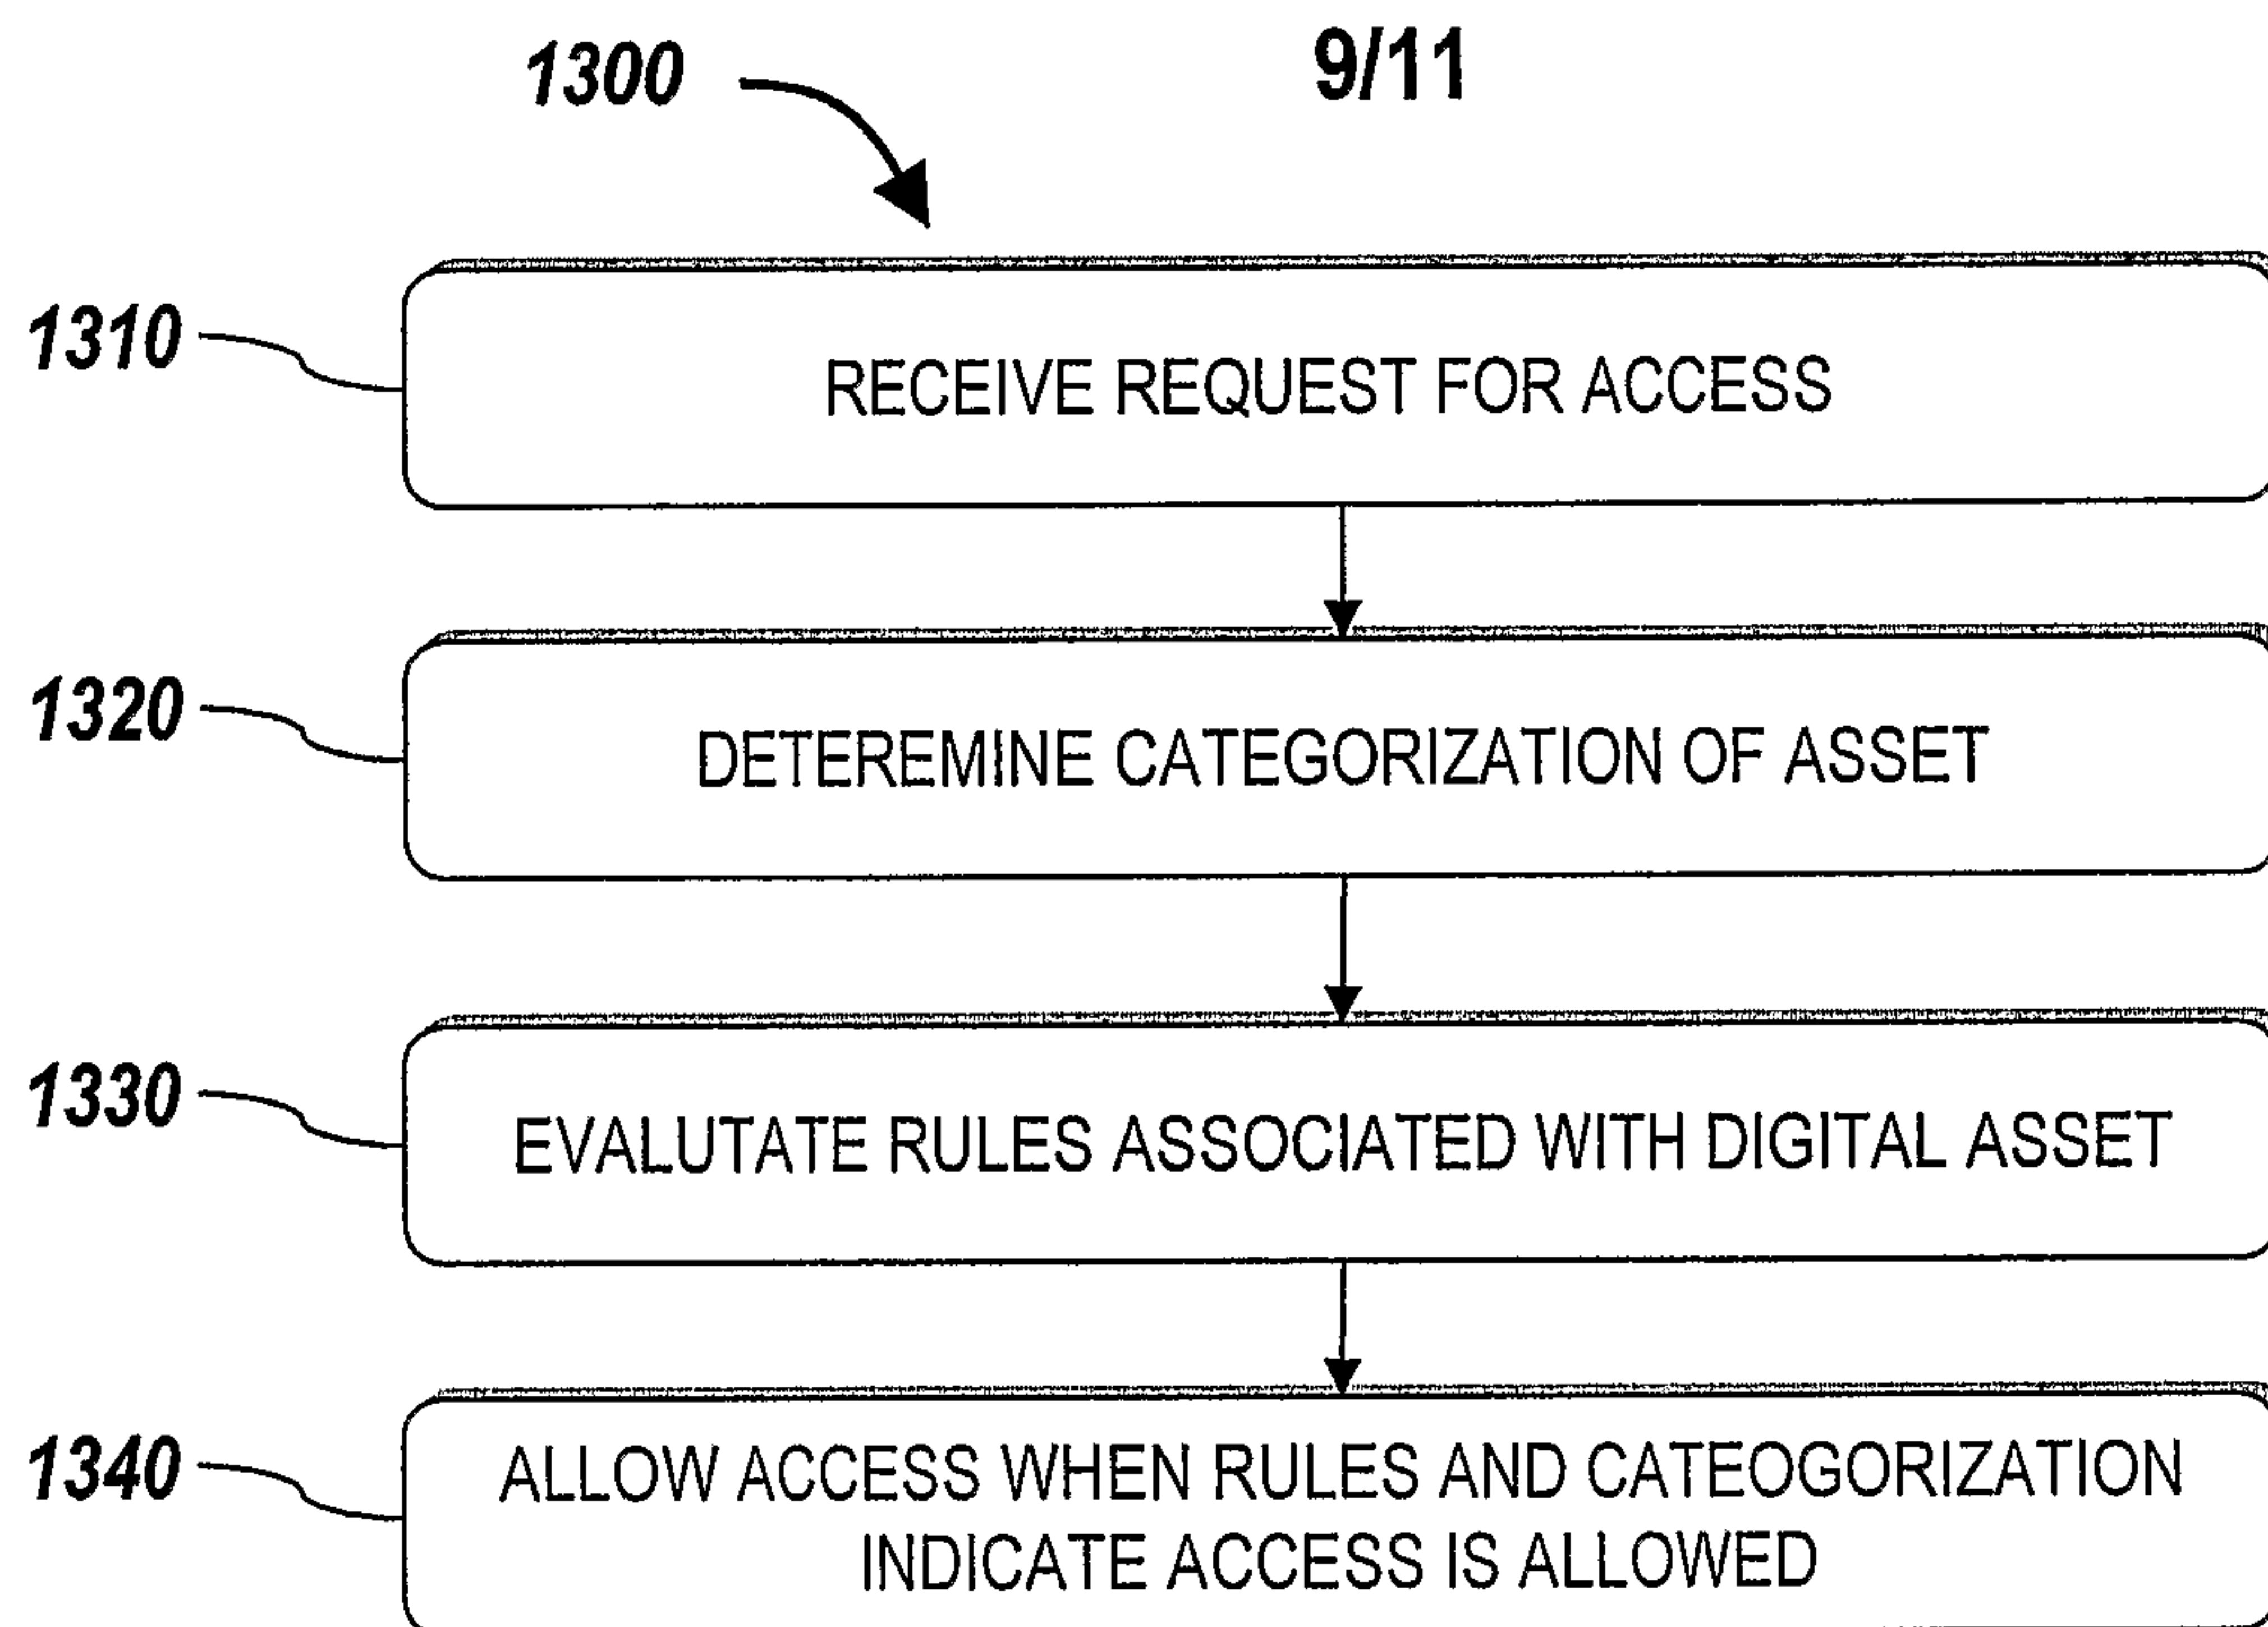 1300
9/11
1310
RECEIVE REQUEST FOR ACCESS
1320
DETEREMINE CATEGORIZATION OF ASSET
1330
EVALUTATE RULES ASSOCIATED WITH DIGITAL ASSET
1340
ALLOW ACCESS WHEN RULES AND CATEOGORIZATION
INDICATE ACCESS IS ALLOWED